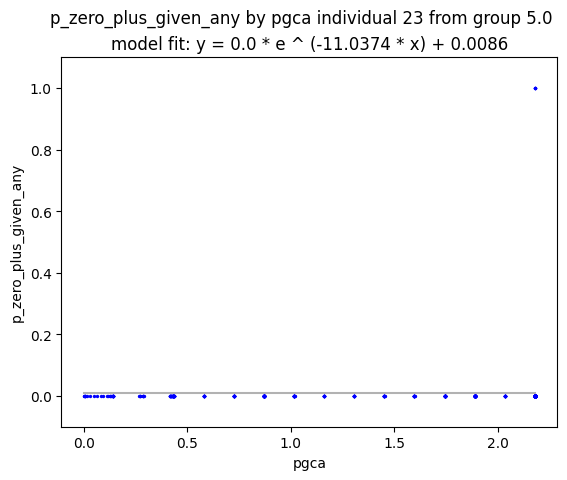 p_zero_plus_given_any by pgca individual 23 from group 5.0
model fit: y = 0.0 * e ^ (-11.0374 * x) + 0.0086
1.0
0.8
0.6
0.4
0.2
0.0
p_zero_plus_given_any
0.0 0.5 1.0 1.5 2.0
pgca